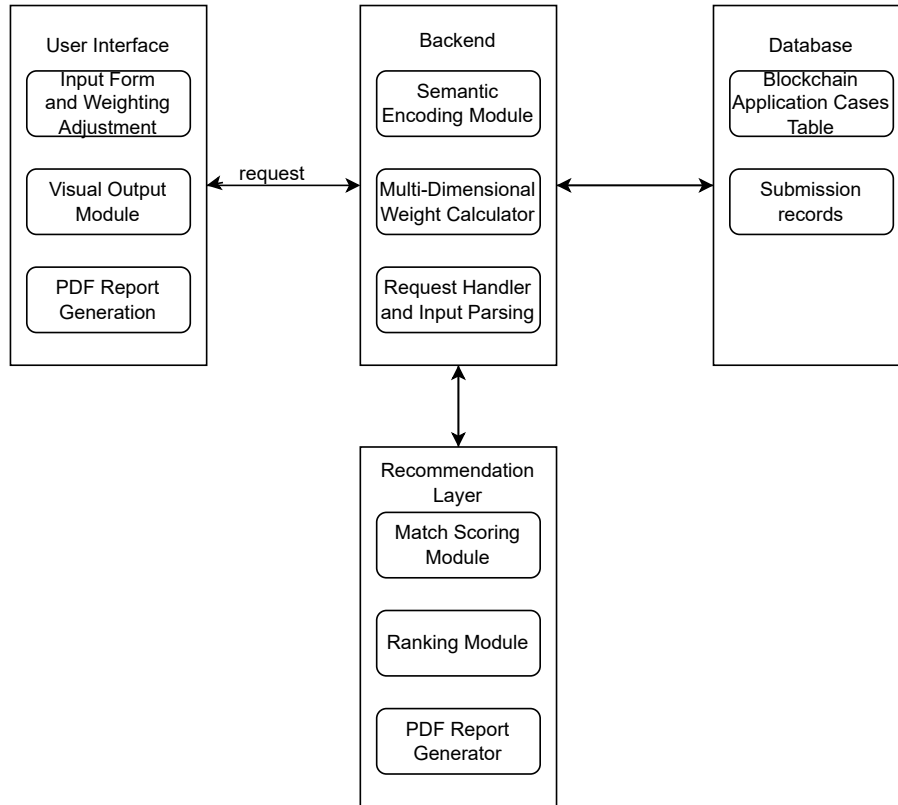 User Interface
Input Form
and Weighting
Adjustment
Visual Output
Module
PDF Report
Generation
request
Backend
Semantic
Encoding Module
Multi-Dimensional
Weight Calculator
Request Handler
and Input Parsing
Database
Blockchain
Application Cases
Table
Submission
records
Recommendation
Layer
Match Scoring
Module
Ranking Module
PDF Report
Generator